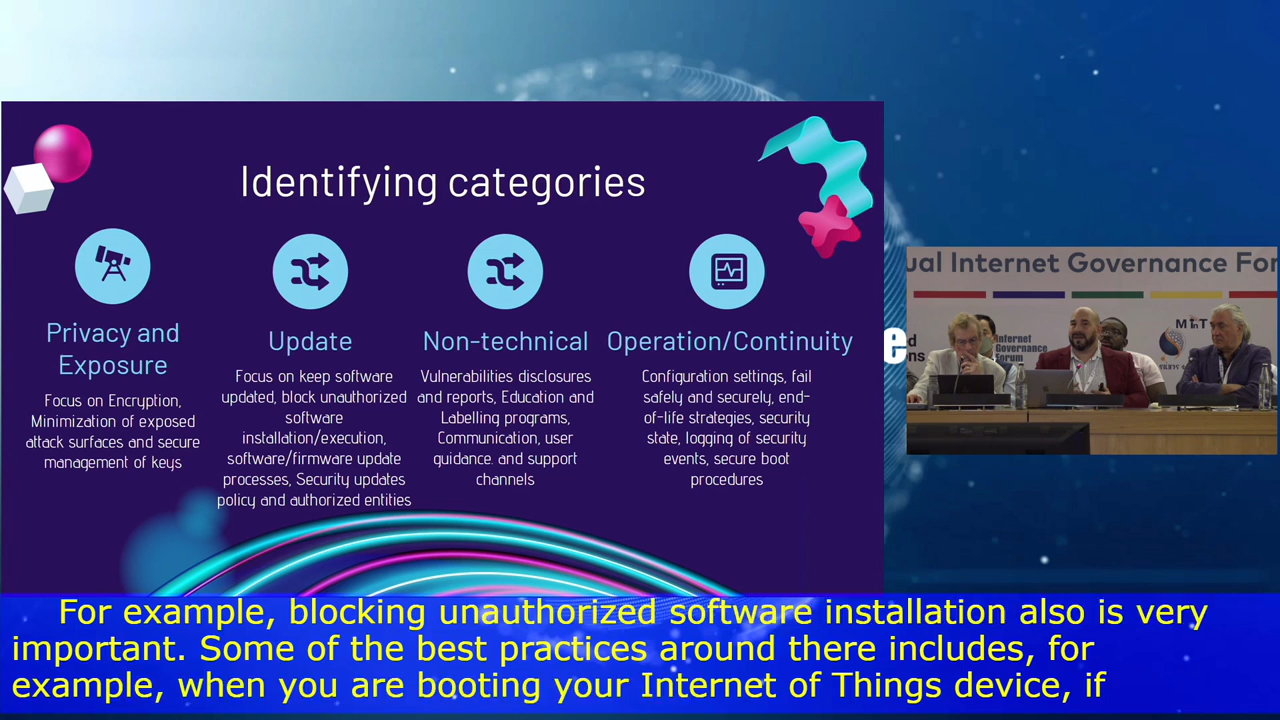 Identifying categories
Privacy and
Exposure
Focus on Encryption,
Minimization of exposed
attack surfaces and secure
management of keys
Update
Focus on keep software
updated, block unauthorized
software
installation/execution,
software/firmware update
processes, Security updates
policy and authorized entities
Non-technical
Vulnerabilities disclosures
and reports, Education and
Labelling programs,
Communication, user
guidance. and support
channels
Operation/Continuity
Configuration settings, fail
safely and securely, end-
of-life strategies, security
state, logging of security
events, secure boot
procedures
e
ual Internet Governance For
Internet
Governance
Forum
For example, blocking unauthorized software installation also is very
important. Some of the best practices around there includes, for
example, when you are booting your Internet of Things device, if